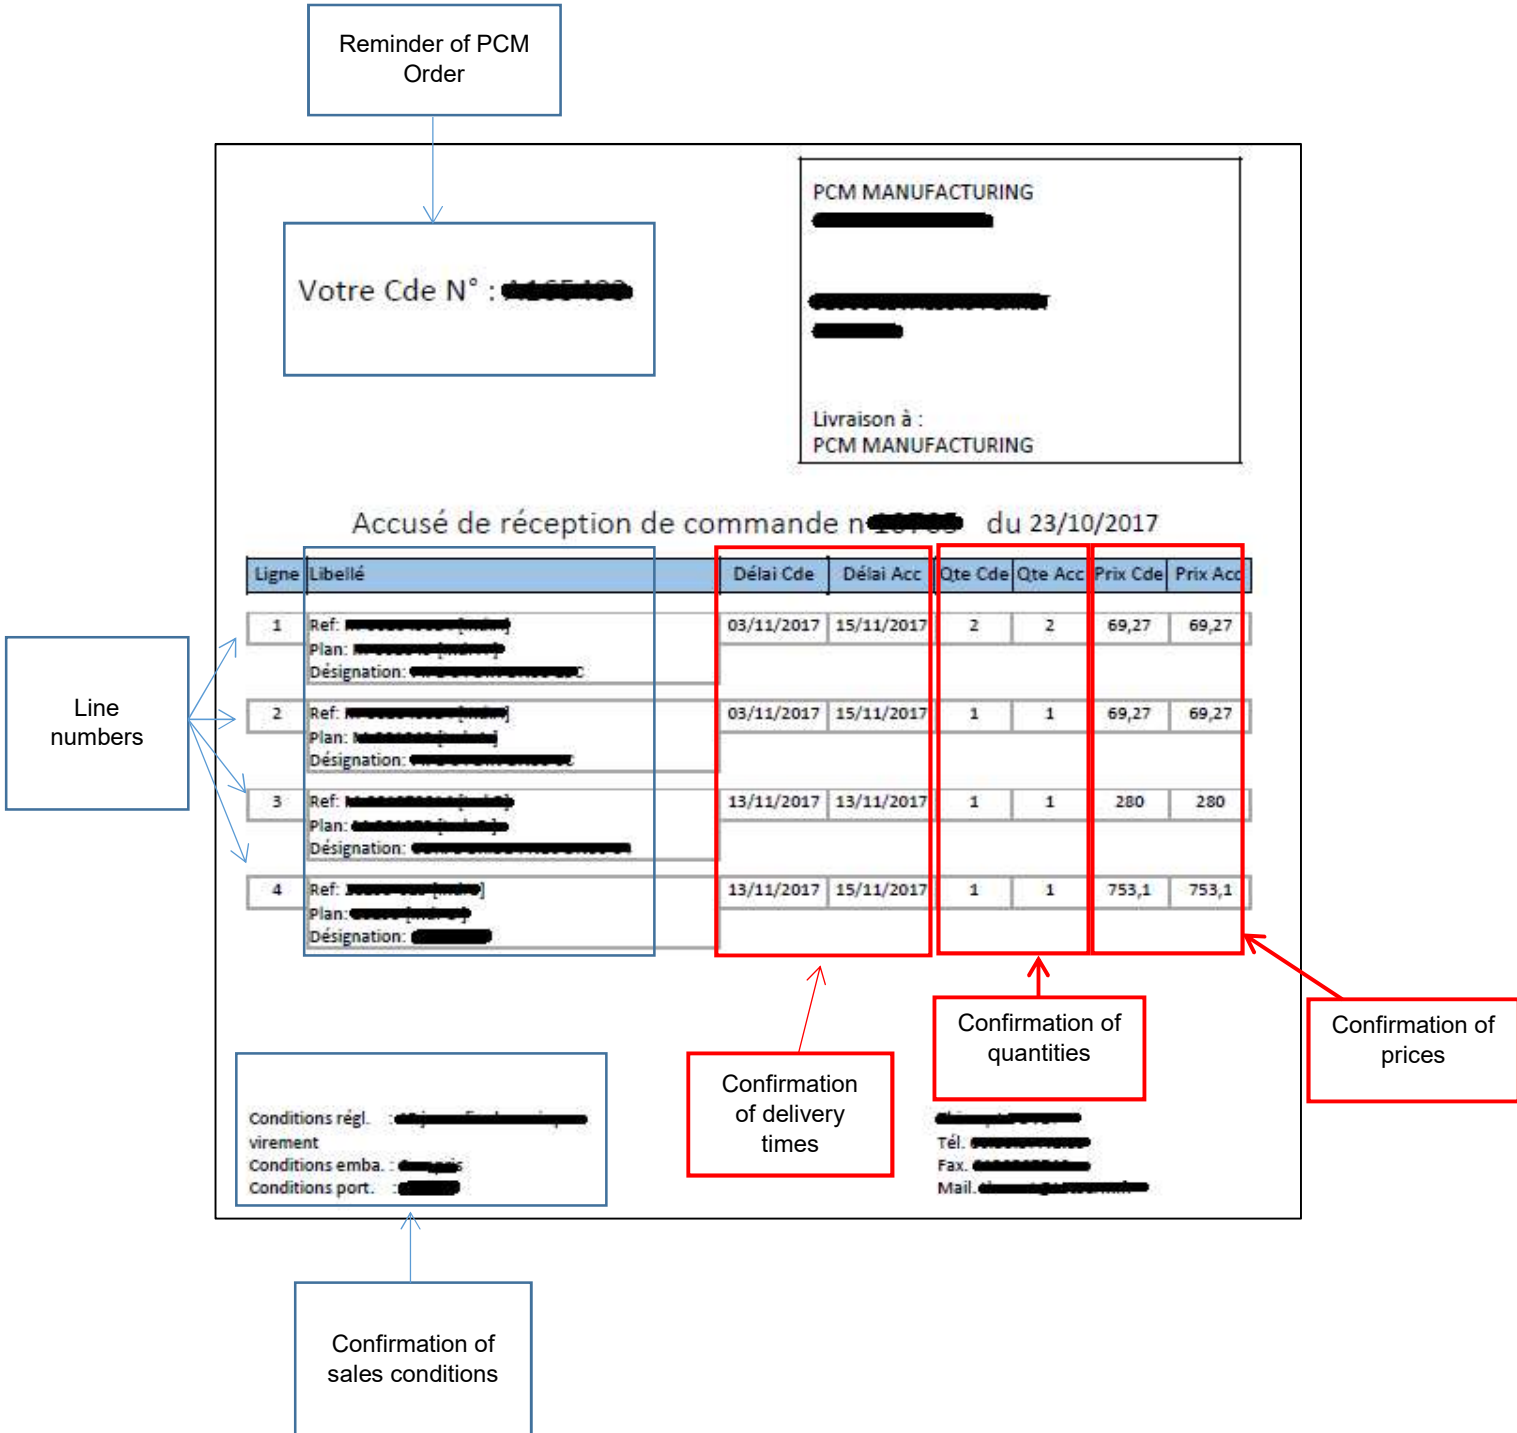 Reminder of PCM
Order
PCM MANUFACTURING
Votre Cde N° :
Livraison à :
PCM MANUFACTURING
Accusé de réception de commande n du 23/10/2017
Ligne Libellé Délai Cde Délai Acc Qte Cde Qte Acc Prix Cde Prix Acc
1 Ref: 03/11/2017 15/11/2017 2 2 69,27 69,27
Plan:
Désignation:
2 Ref: 03/11/2017 15/11/2017 1 1 69,27 69,27
Plan:
Désignation:
3 Ref: 13/11/2017 13/11/2017 1 1 280 280
Plan:
Désignation:
4 Ref: 13/11/2017 15/11/2017 1 1 753,1 753,1
Plan:
Désignation:
Line
numbers
Confirmation of
quantities
Confirmation of
prices
Confirmation
of delivery
times
Conditions régl. :
virement
Conditions emba. :
Conditions port. :
Tél.
Fax.
Mail.
Confirmation of
sales conditions